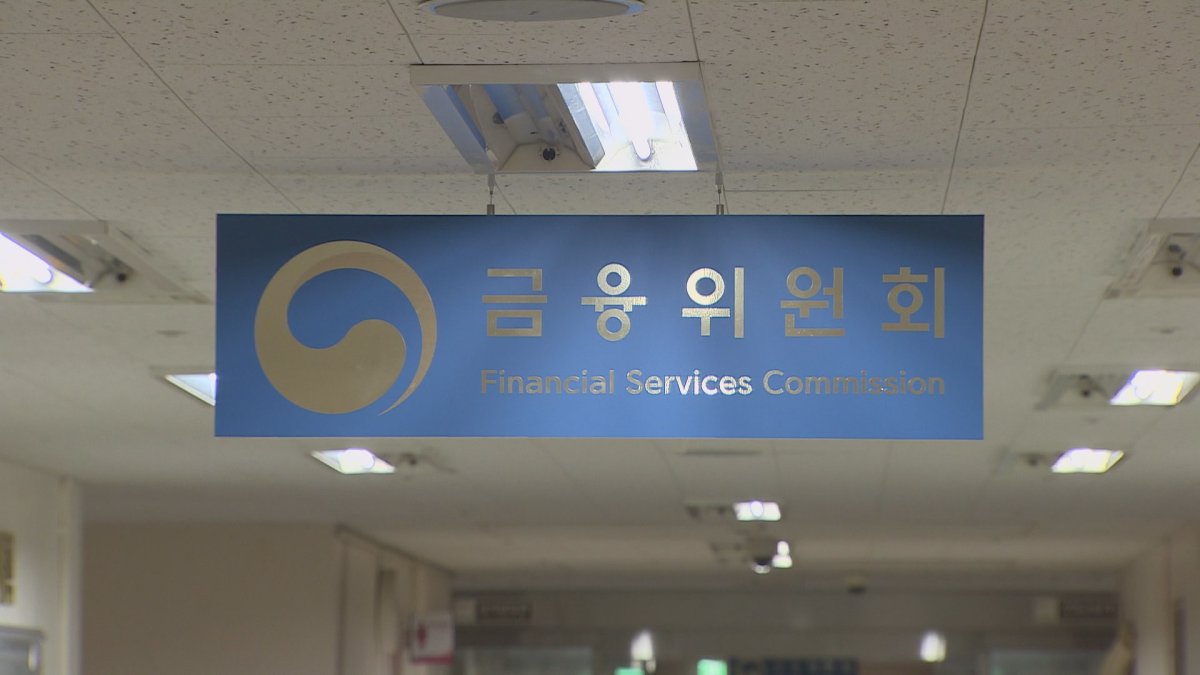 금융위원회
Financial Services Commission